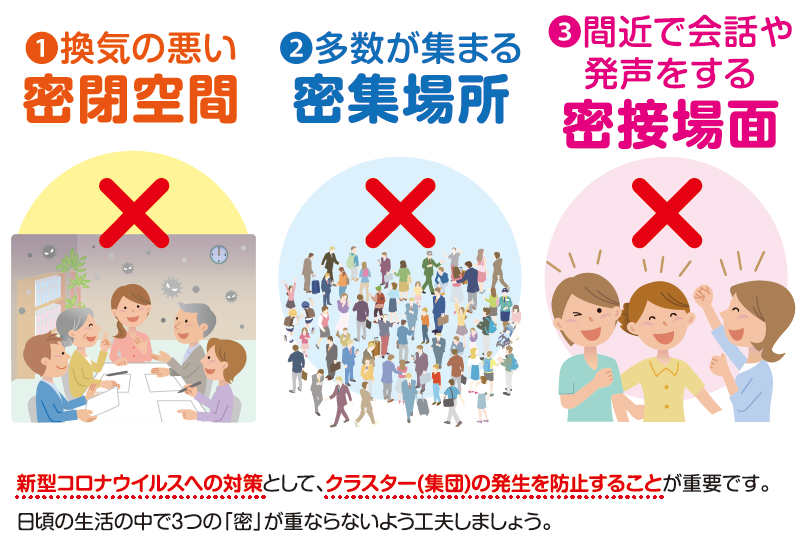 ❶換気の悪い
密閉空間
❷多数が集まる
密集場所
❸間近で会話や
発声をする
密接場面
新型コロナウイルスへの対策として、クラスター(集団)の発生を防止することが重要です。
日頃の生活の中で3つの「密」が重ならないよう工夫しましょう。